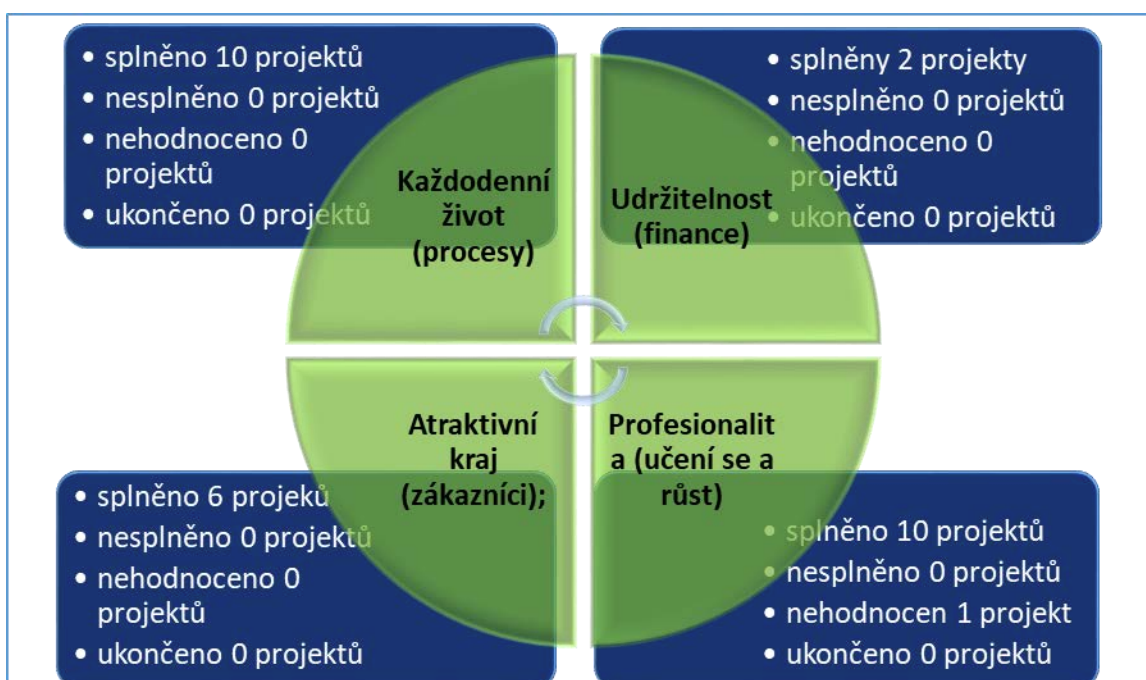 • splněno 10 projektů
• nesplněno 0 projektů
• nehodnoceno 0
projektů
• ukončeno 0 projektů
Každodenní
život
(procesy)
• splněny 2 projekty
• nesplněno 0 projektů
• nehodnoceno 0
projektů
• ukončeno 0 projektů
Udržitelnost
(finance)
Atraktivní
kraj
(zákazníci);
• splněno 6 projeků
• nesplněno 0 projektů
• nehodnoceno 0
projektů
• ukončeno 0 projektů
Profesionalit
a (učení se a
růst)
• splněno 10 projektů
• nesplněno 0 projektů
• nehodnocen 1 projekt
• ukončeno 0 projektů